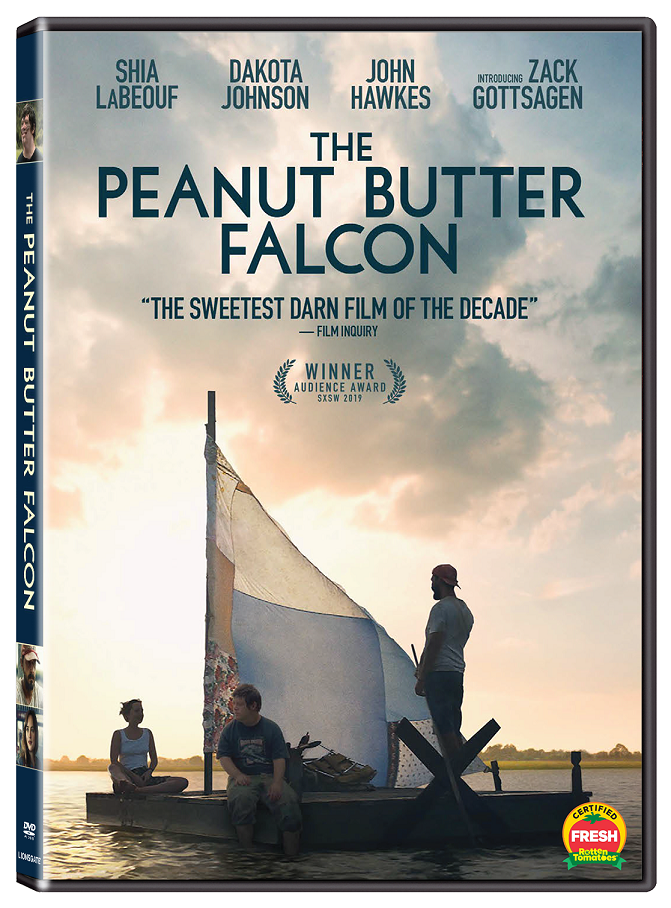 SHIA
LABEOUF
DAKOTA
JOHNSON
JOHN
HAWKES
INTRODUCING ZACK
GOTTSAGEN
THE
PEANUT BUTTER
FALCON
“THE SWEETEST DARN FILM OF THE DECADE”
— FILM INQUIRY
WINNER
AUDIENCE AWARD
SXSW 2019
CERTIFIED
FRESH
Rotten
Tomatoes
THE PEANUT BUTTER FALCON
DVD
LIONSGATE